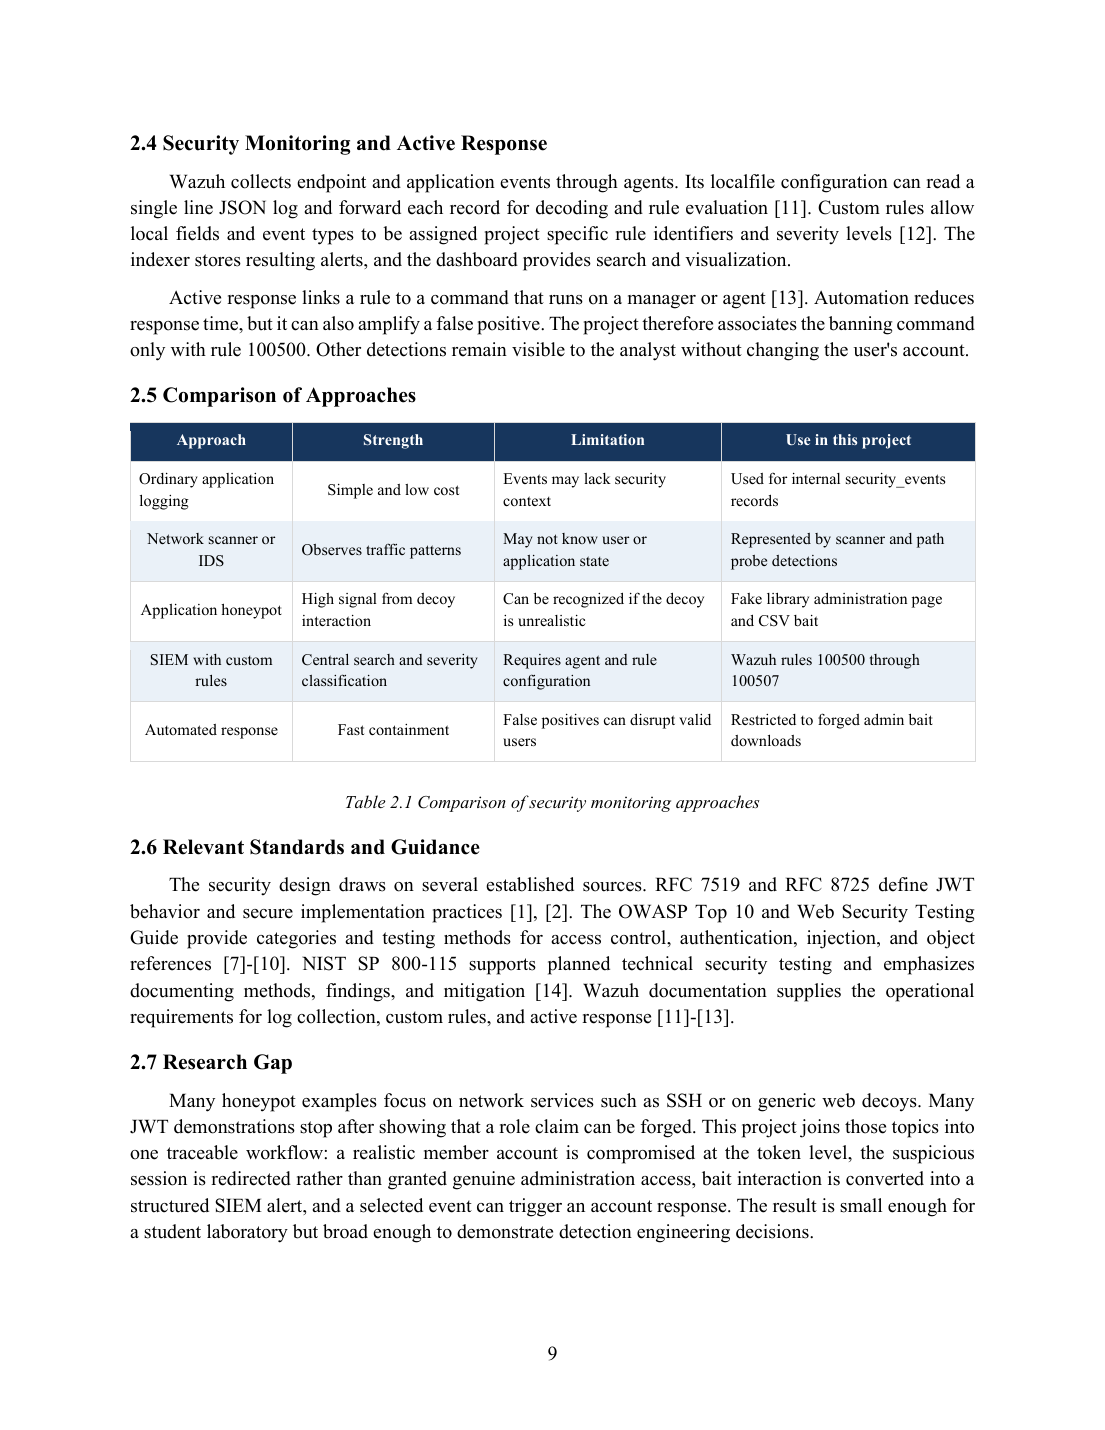 2.4 Security Monitoring and Active Response
Wazuh collects endpoint and application events through agents. Its localfile configuration can read a
single line JSON log and forward each record for decoding and rule evaluation [11]. Custom rules allow
local fields and event types to be assigned project specific rule identifiers and severity levels [12]. The
indexer stores resulting alerts, and the dashboard provides search and visualization.
Active response links a rule to a command that runs on a manager or agent [13]. Automation reduces
response time, but it can also amplify a false positive. The project therefore associates the banning command
only with rule 100500. Other detections remain visible to the analyst without changing the user's account.
2.5 Comparison of Approaches
Approach Strength Limitation Use in this project
Ordinary application
logging
Simple and low cost
Events may lack security
context
Used for internal security_events
records
Network scanner or
IDS
Observes traffic patterns
May not know user or
application state
Represented by scanner and path
probe detections
Application honeypot
High signal from decoy
interaction
Can be recognized if the decoy
is unrealistic
Fake library administration page
and CSV bait
SIEM with custom
rules
Central search and severity
classification
Requires agent and rule
configuration
Wazuh rules 100500 through
100507
Automated response
Fast containment
False positives can disrupt valid
users
Restricted to forged admin bait
downloads
Table 2.1 Comparison of security monitoring approaches
2.6 Relevant Standards and Guidance
The security design draws on several established sources. RFC 7519 and RFC 8725 define JWT
behavior and secure implementation practices [1], [2]. The OWASP Top 10 and Web Security Testing
Guide provide categories and testing methods for access control, authentication, injection, and object
references [7]-[10]. NIST SP 800-115 supports planned technical security testing and emphasizes
documenting methods, findings, and mitigation [14]. Wazuh documentation supplies the operational
requirements for log collection, custom rules, and active response [11]-[13].
2.7 Research Gap
Many honeypot examples focus on network services such as SSH or on generic web decoys. Many
JWT demonstrations stop after showing that a role claim can be forged. This project joins those topics into
one traceable workflow: a realistic member account is compromised at the token level, the suspicious
session is redirected rather than granted genuine administration access, bait interaction is converted into a
structured SIEM alert, and a selected event can trigger an account response. The result is small enough for
a student laboratory but broad enough to demonstrate detection engineering decisions.
9